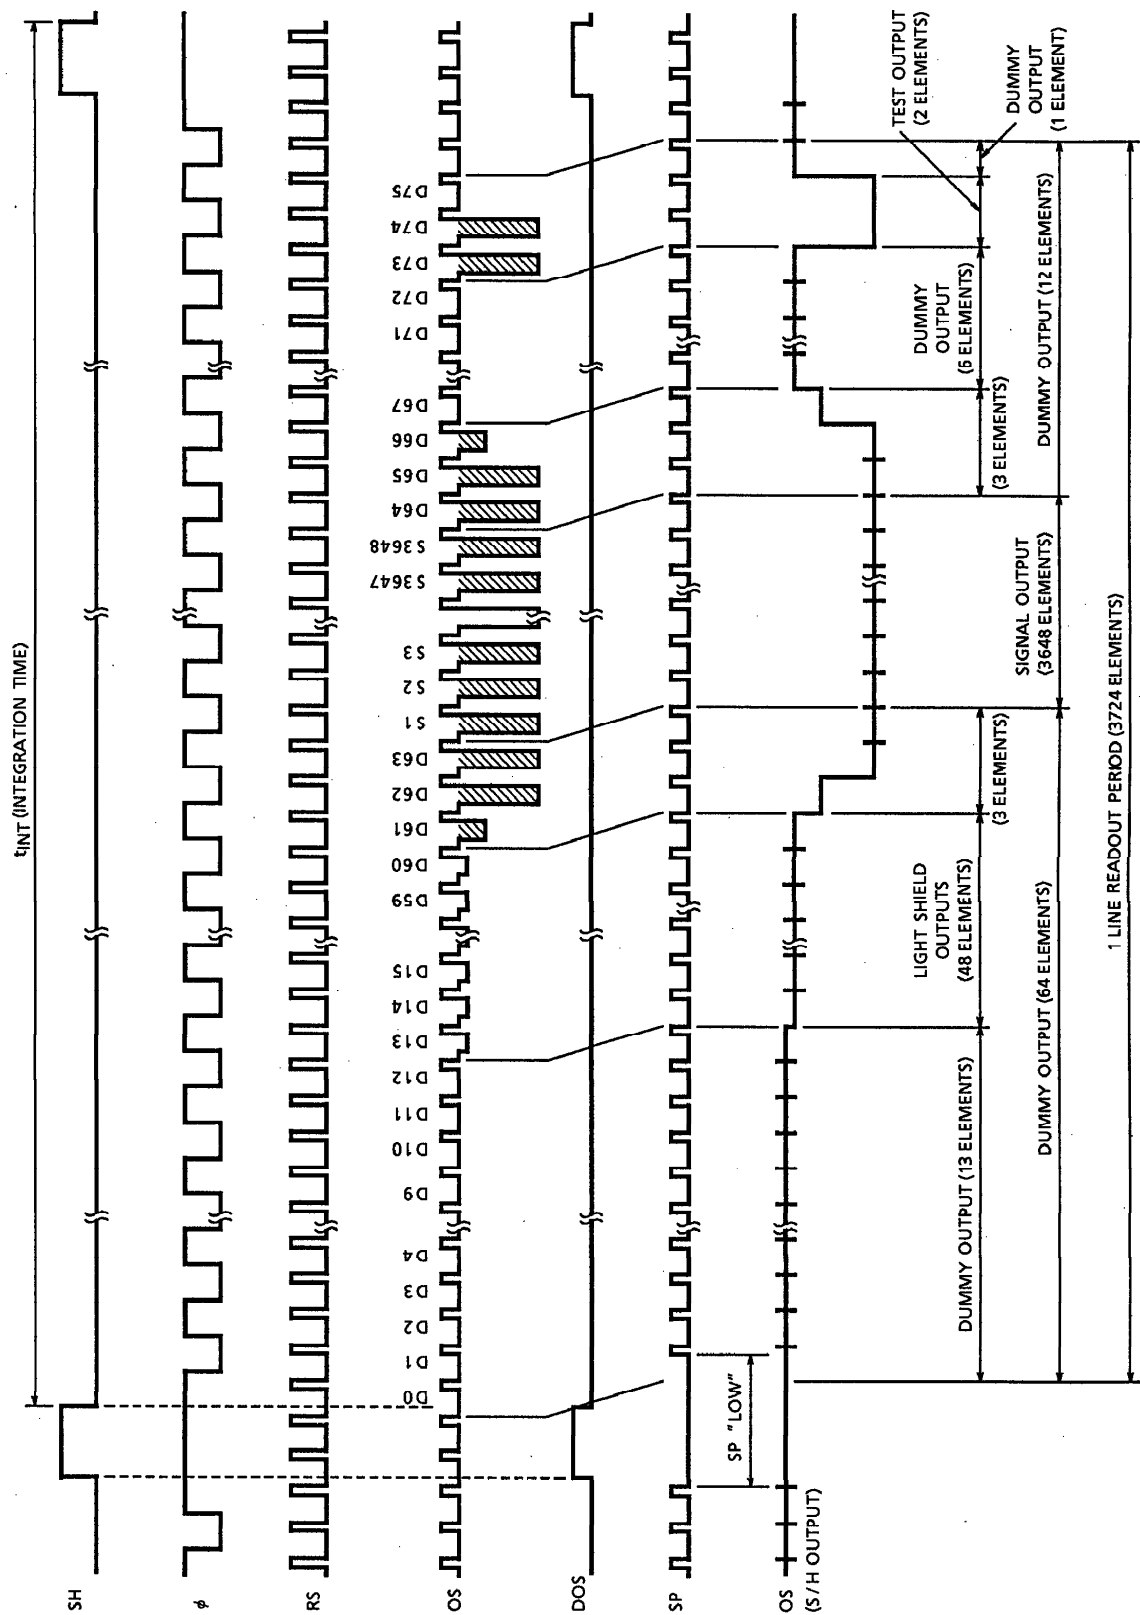 tINT (INTEGRATION TIME)
SH
ø
RS
OS
D0 D1 D2 D3 D4 D9 D10 D11 D12 D13 D14 D15 D59 D60 D61 D62 D63 S1 S2 S3 S3647 S3648 D64 D65 D66 D67 D71 D72 D73 D74 D75
DOS
SP
SP "LOW"
OS
(S/H OUTPUT)
DUMMY OUTPUT (13 ELEMENTS)
LIGHT SHIELD
OUTPUTS
(48 ELEMENTS)
(3 ELEMENTS)
SIGNAL OUTPUT
(3648 ELEMENTS)
(3 ELEMENTS)
DUMMY
OUTPUT
(6 ELEMENTS)
TEST OUTPUT
(2 ELEMENTS)
DUMMY
OUTPUT
(1 ELEMENT)
DUMMY OUTPUT (64 ELEMENTS)
DUMMY OUTPUT (12 ELEMENTS)
1 LINE READOUT PERIOD (3724 ELEMENTS)